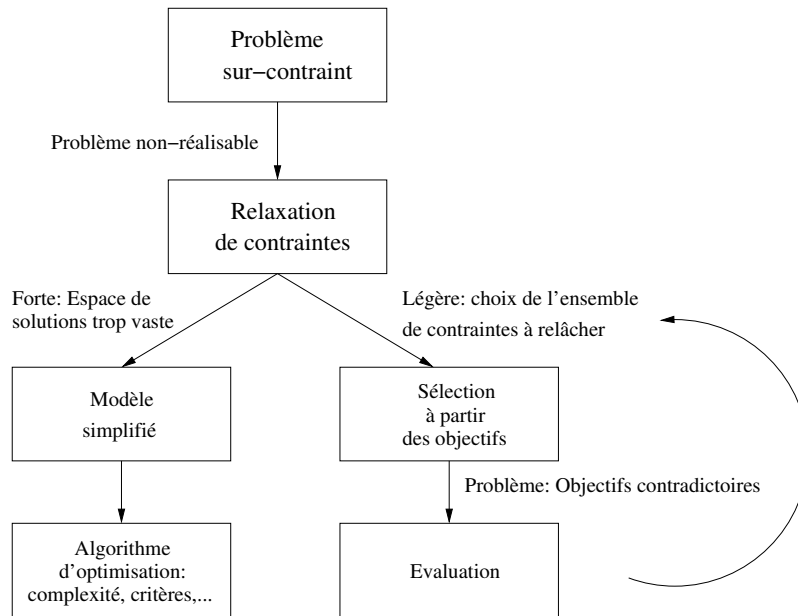 Problème
sur−contraint
Problème non−réalisable
Relaxation
de contraintes
Forte: Espace de
solutions trop vaste
Légère: choix de l'ensemble
de contraintes à relâcher
Modèle
simplifié
Sélection
à partir
des objectifs
Problème: Objectifs contradictoires
Algorithme
d'optimisation:
complexité, critères,...
Evaluation